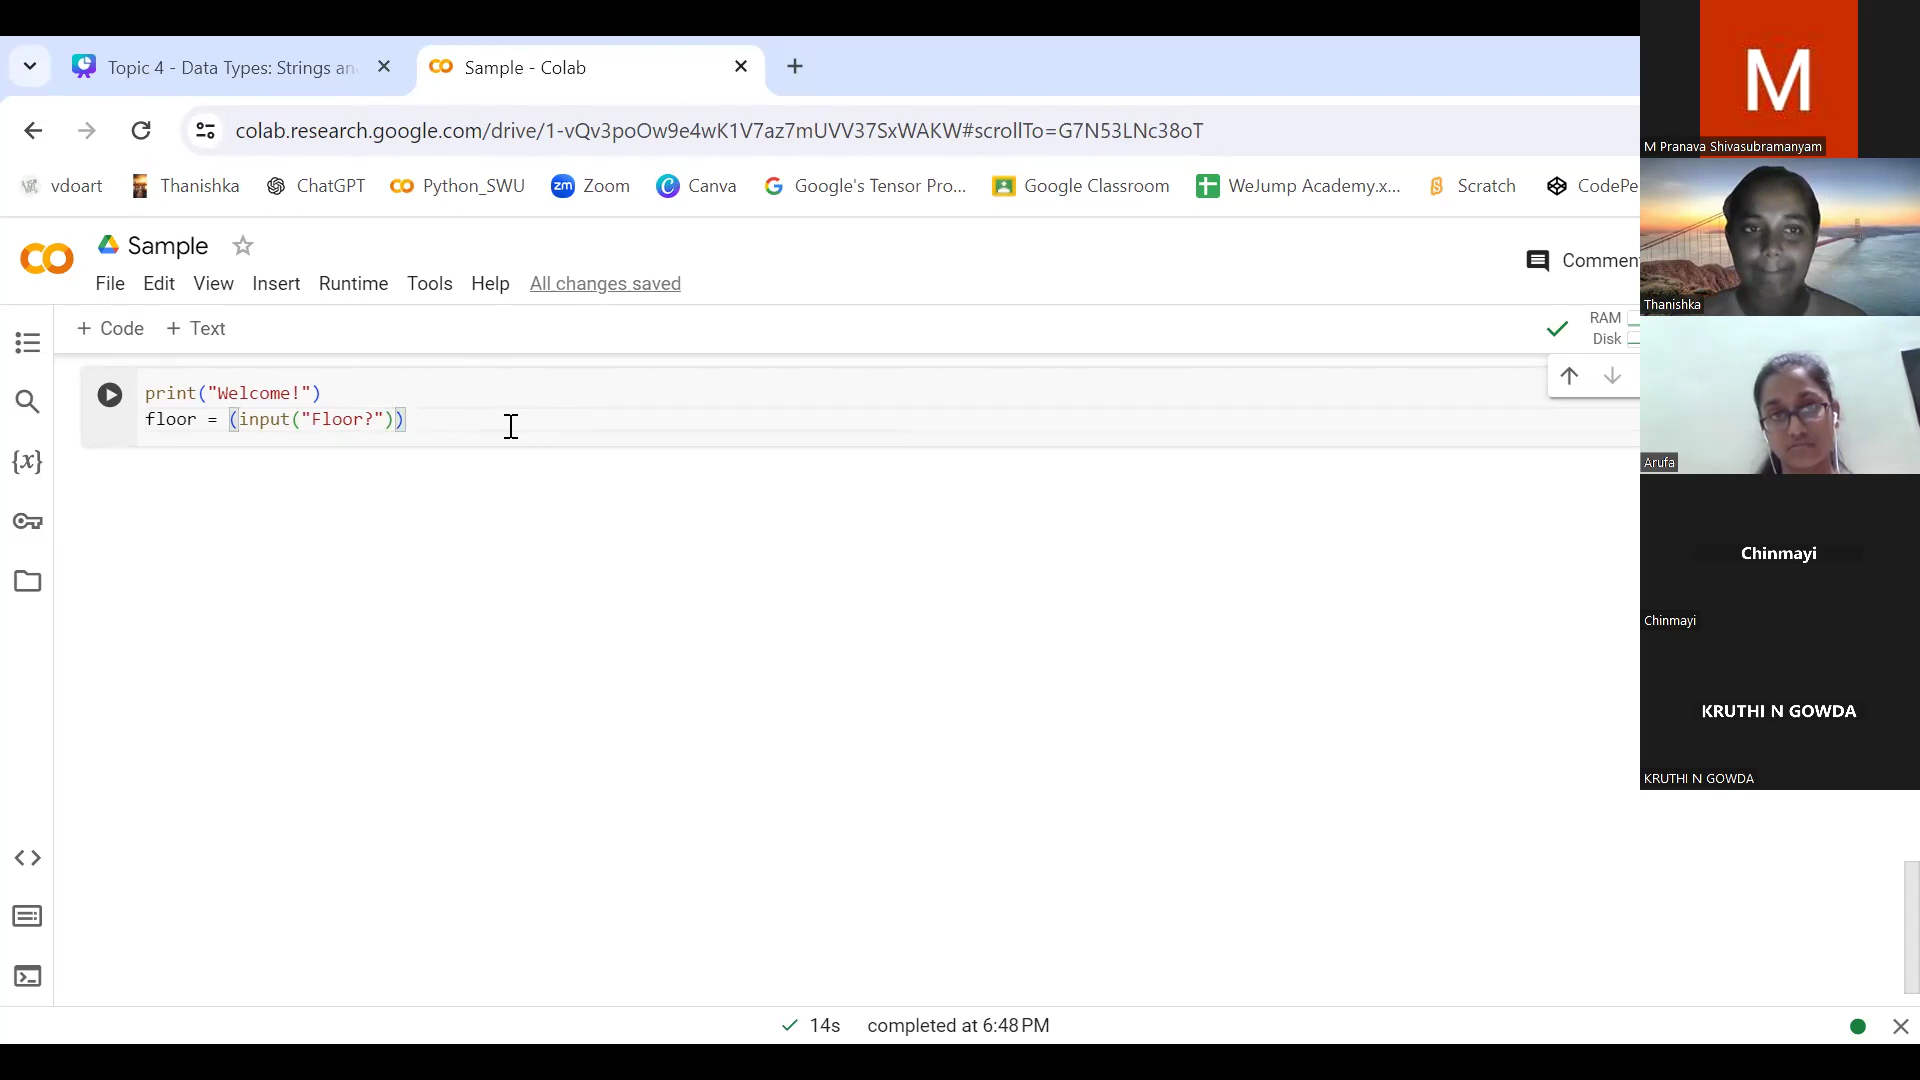 Topic 4 - Data Types: Strings an
Sample - Colab
colab.research.google.com/drive/1-vQv3poOw9e4wK1V7az7mUVV37SxWAKW#scrollTo=G7N53LNc38oT
vdoart
Thanishka
ChatGPT
Python_SWU
zm Zoom
Canva
Google's Tensor Pro...
Google Classroom
WeJump Academy.x...
Scratch
CodePe
Sample
Commen
File Edit View Insert Runtime Tools Help All changes saved
+ Code + Text
RAM
Disk
print("Welcome!")
floor = (input("Floor?"))
{x}
14s completed at 6:48 PM
M
M Pranava Shivasubramanyam
Thanishka
Arufa
Chinmayi
Chinmayi
KRUTHI N GOWDA
KRUTHI N GOWDA